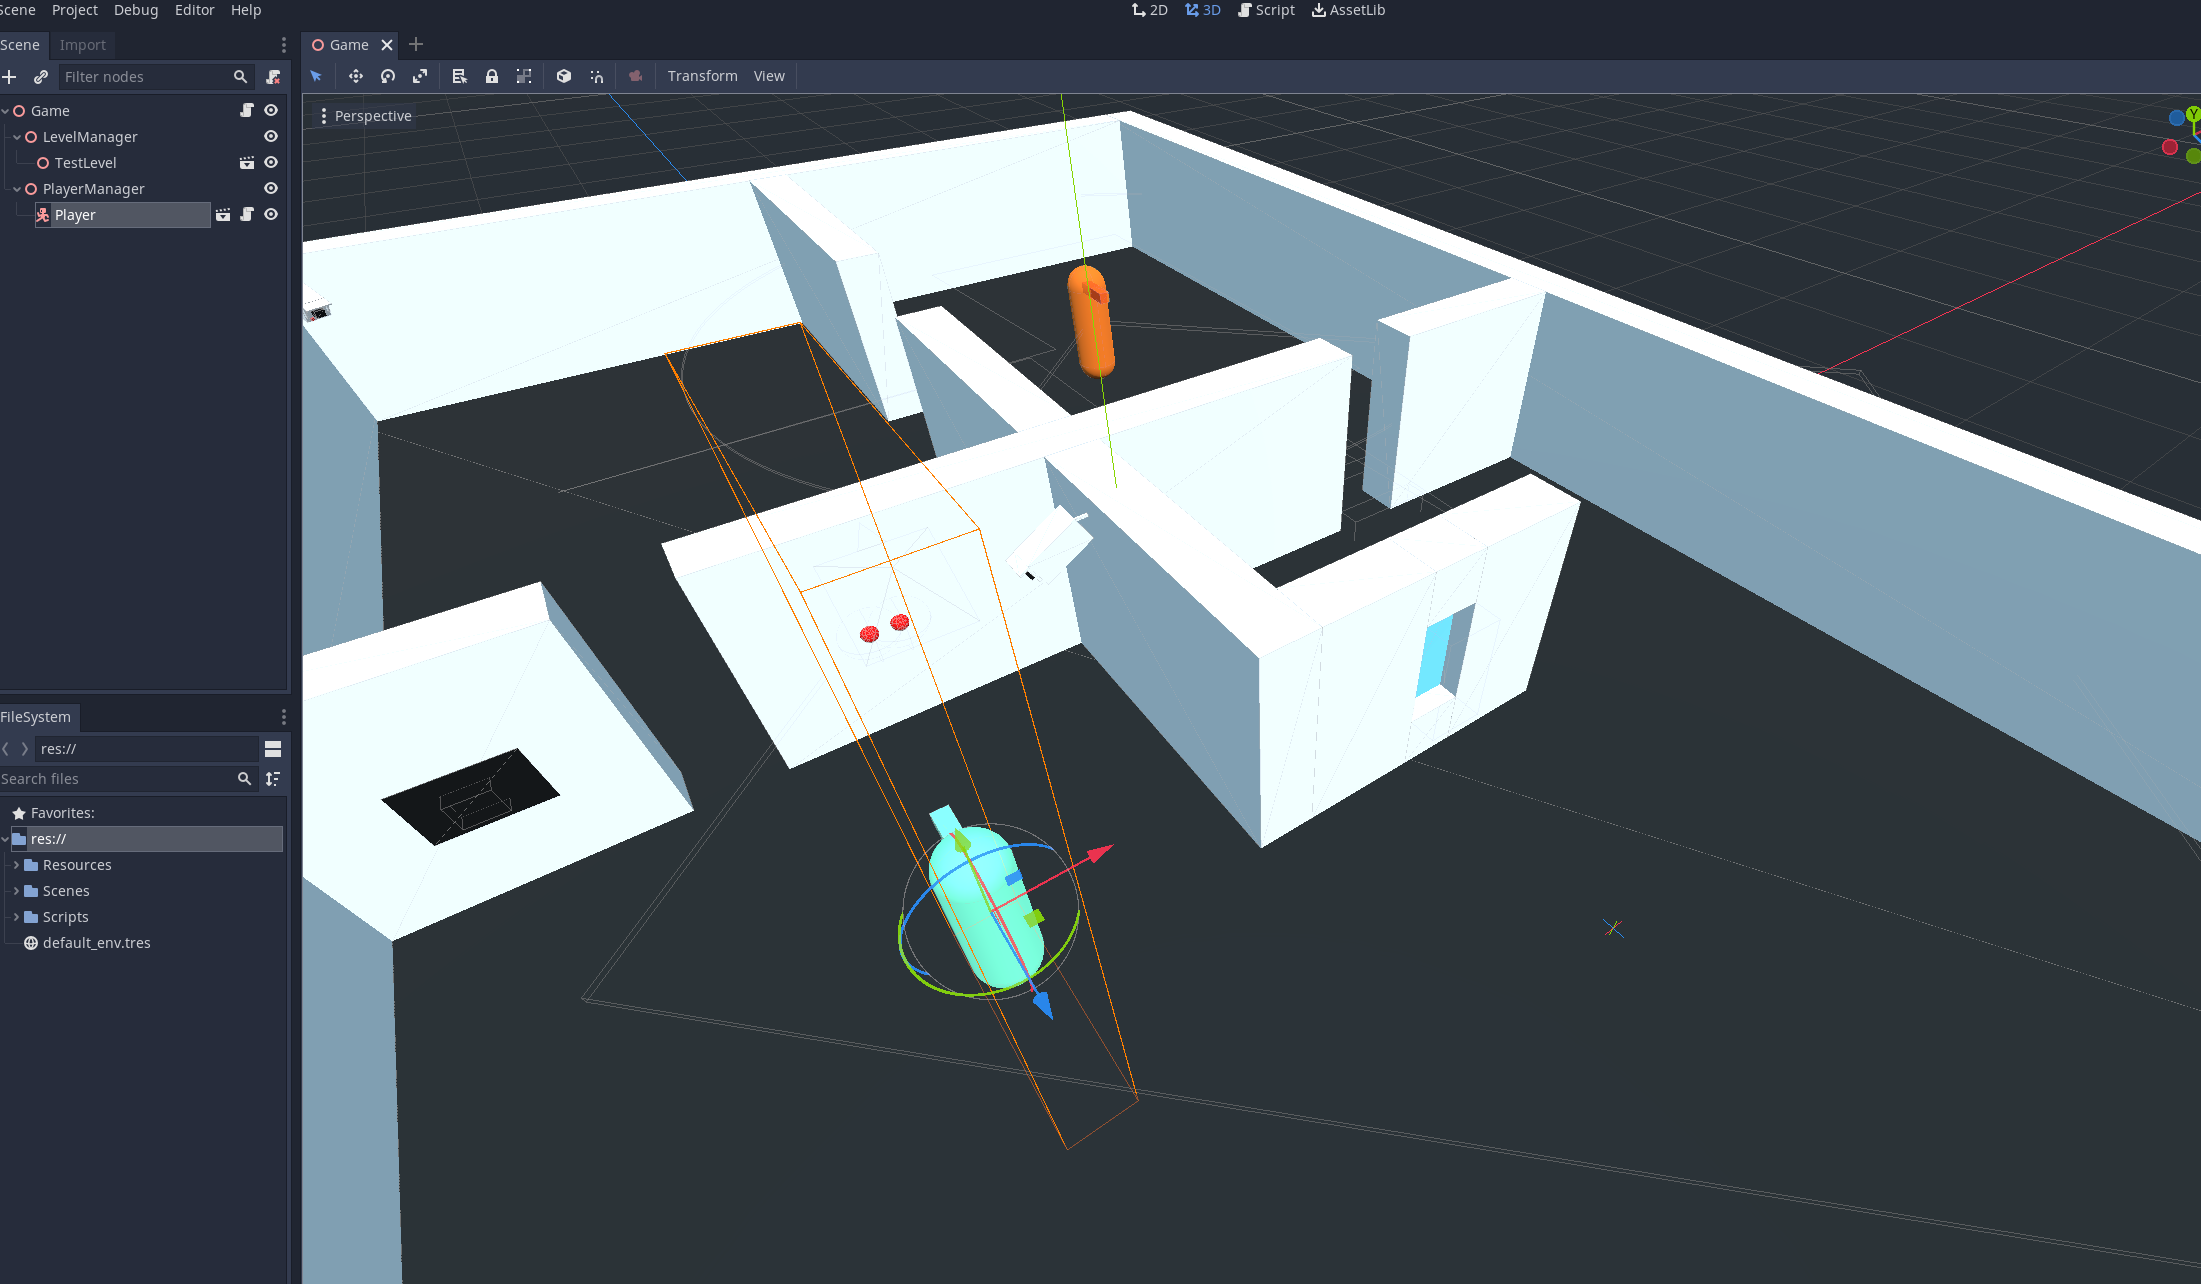 Scene Project Debug Editor Help
2D 3D Script AssetLib
Scene Import
Game
Filter nodes
Transform View
Game
Perspective
LevelManager
TestLevel
PlayerManager
Player
FileSystem
res://
Search files
Favorites:
res://
Resources
Scenes
Scripts
default_env.tres
Y